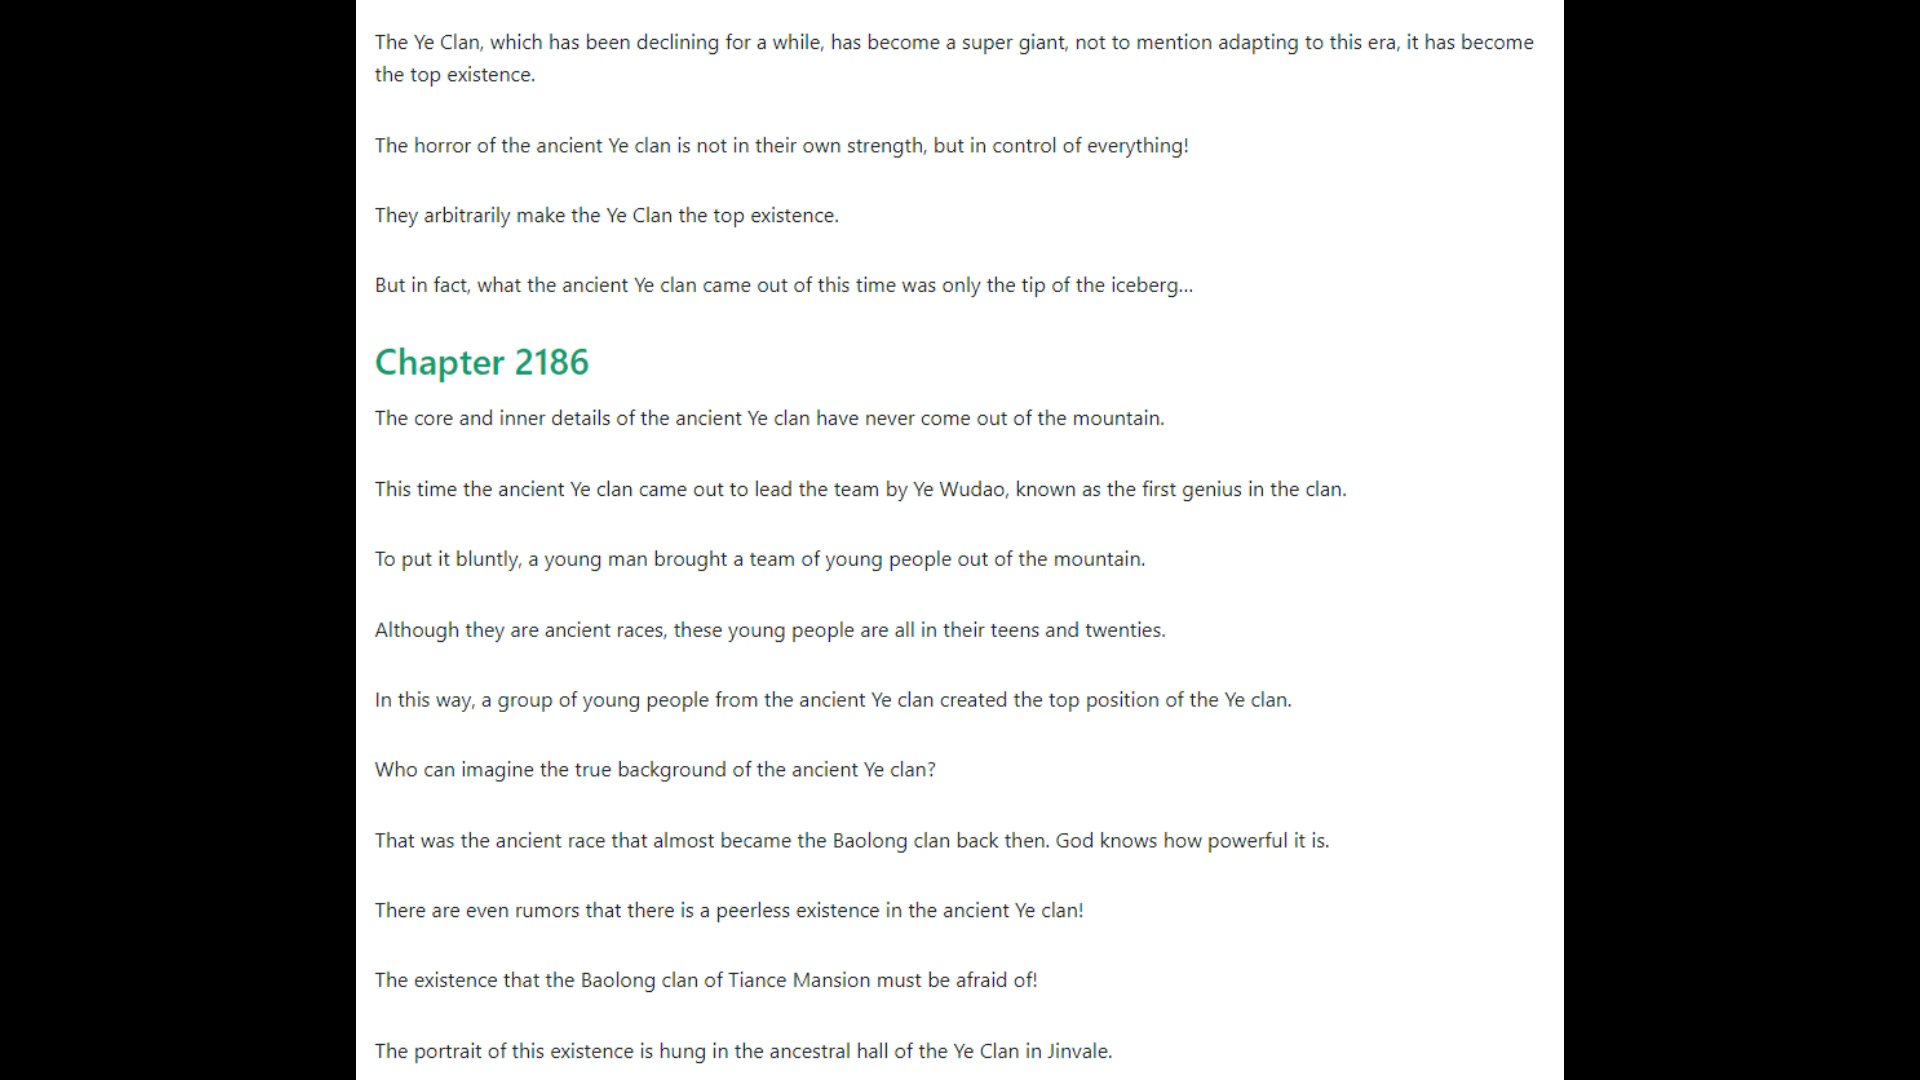 The Ye Clan, which has been declining for a while, has become a super giant, not to mention adapting to this era, it has become
the top existence.
The horror of the ancient Ye clan is not in their own strength, but in control of everything!
They arbitrarily make the Ye Clan the top existence.
But in fact, what the ancient Ye clan came out of this time was only the tip of the iceberg...
Chapter 2186
The core and inner details of the ancient Ye clan have never come out of the mountain.
This time the ancient Ye clan came out to lead the team by Ye Wudao, known as the first genius in the clan.
To put it bluntly, a young man brought a team of young people out of the mountain.
Although they are ancient races, these young people are all in their teens and twenties.
In this way, a group of young people from the ancient Ye clan created the top position of the Ye clan.
Who can imagine the true background of the ancient Ye clan?
That was the ancient race that almost became the Baolong clan back then. God knows how powerful it is.
There are even rumors that there is a peerless existence in the ancient Ye clan!
The existence that the Baolong clan of Tiance Mansion must be afraid of!
The portrait of this existence is hung in the ancestral hall of the Ye Clan in Jinvale.